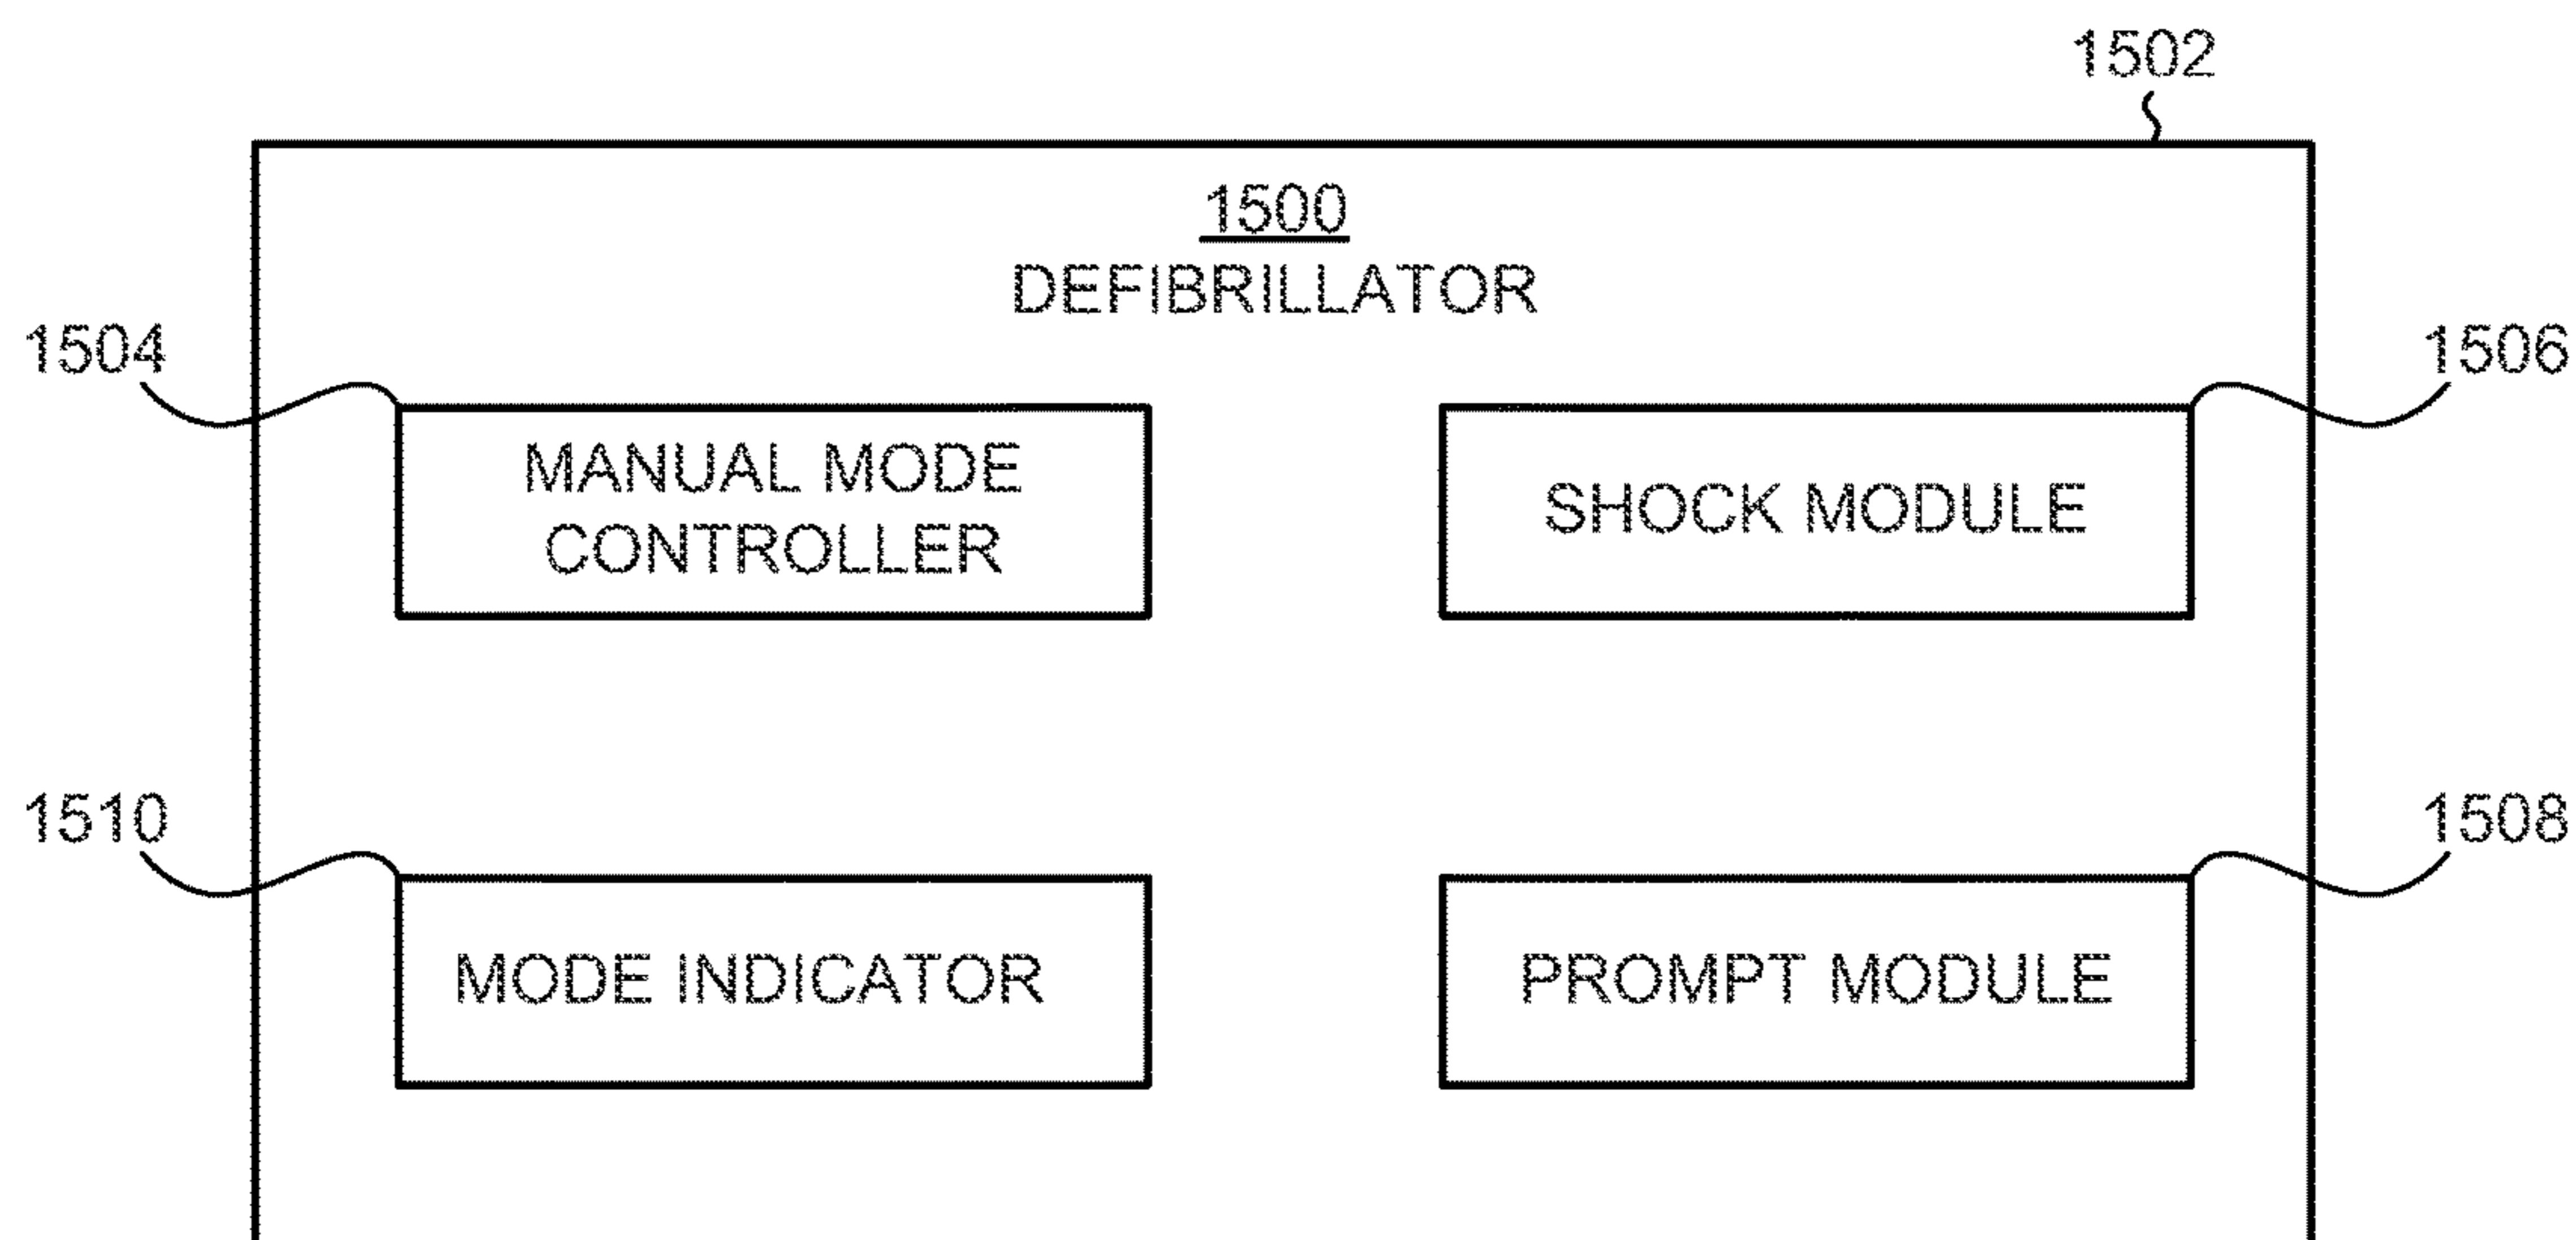 1502
1500
DEFIBRILLATOR
1504
1506
MANUAL MODE
CONTROLLER
SHOCK MODULE
1510
1508
MODE INDICATOR
PROMPT MODULE